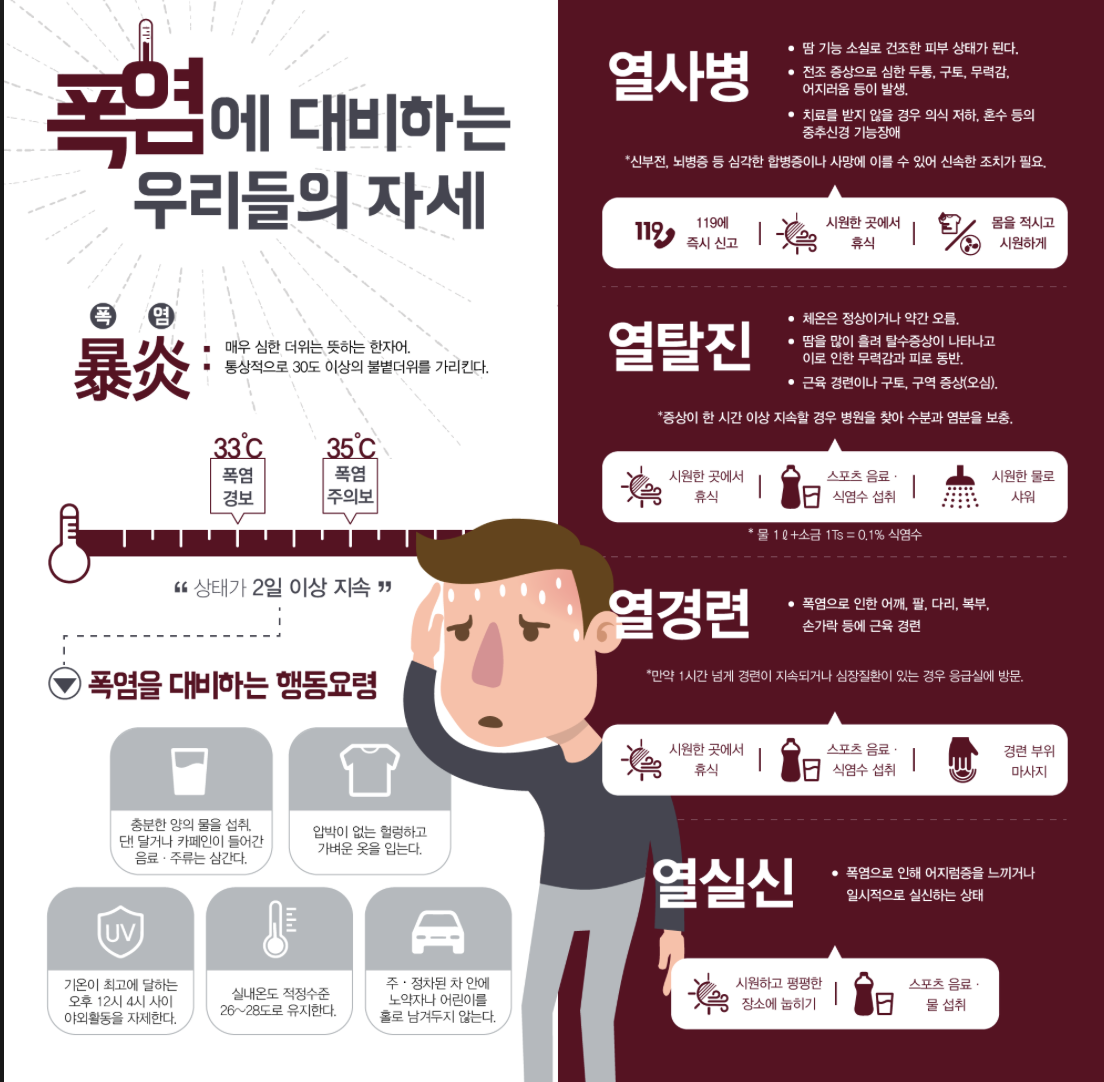 폭염에 대비하는
우리들의 자세
폭 염
暴炎 :
매우 심한 더위는 뜻하는 한자어.
통상적으로 30도 이상의 불볕더위를 가리킨다.
33℃ 35℃
폭염 폭염
경보 주의보
“ 상태가 2일 이상 지속 ”
폭염을 대비하는 행동요령
충분한 양의 물을 섭취,
단! 달거나 카페인이 들어간
음료 · 주류는 삼간다.
압박이 없는 헐렁하고
가벼운 옷을 입는다.
UV
기온이 최고에 달하는
오후 12시 4시 사이
야외활동을 자제한다.
실내온도 적정수준
26~28도로 유지한다.
주 · 정차된 차 안에
노약자나 어린이를
홀로 남겨두지 않는다.
열사병
• 땀 기능 소실로 건조한 피부 상태가 된다.
• 전조 증상으로 심한 두통, 구토, 무력감,
어지러움 등이 발생.
• 치료를 받지 않을 경우 의식 저하, 혼수 등의
중추신경 기능장애
*신부전, 뇌병증 등 심각한 합병증이나 사망에 이를 수 있어 신속한 조치가 필요.
119
119에
즉시 신고
시원한 곳에서
휴식
몸을 적시고
시원하게
열탈진
• 체온은 정상이거나 약간 오름.
• 땀을 많이 흘려 탈수증상이 나타나고
이로 인한 무력감과 피로 동반.
• 근육 경련이나 구토, 구역 증상(오심).
*증상이 한 시간 이상 지속할 경우 병원을 찾아 수분과 염분을 보충.
시원한 곳에서
휴식
스포츠 음료 ·
식염수 섭취
시원한 물로
샤워
* 물 1ℓ+소금 1Ts = 0.1% 식염수
열경련
• 폭염으로 인한 어깨, 팔, 다리, 복부,
손가락 등에 근육 경련
*만약 1시간 넘게 경련이 지속되거나 심장질환이 있는 경우 응급실에 방문.
시원한 곳에서
휴식
스포츠 음료 ·
식염수 섭취
경련 부위
마사지
열실신
• 폭염으로 인해 어지럼증을 느끼거나
일시적으로 실신하는 상태
시원하고 평평한
장소에 눕히기
스포츠 음료 ·
물 섭취